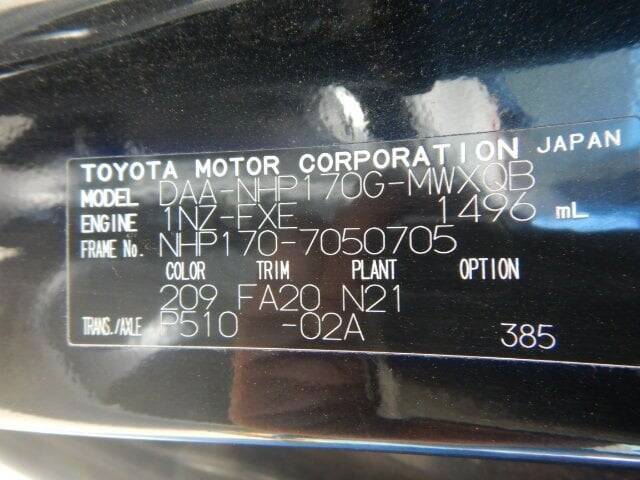 TOYOTA MOTOR CORPORATION JAPAN
MODEL DAA-NHP170G-MWXQB
ENGINE 1NZ-FXE 1496 mL
FRAME No. NHP170-7050705
COLOR TRIM PLANT OPTION
209 FA20 N21
TRANS./AXLE P510 -02A 385